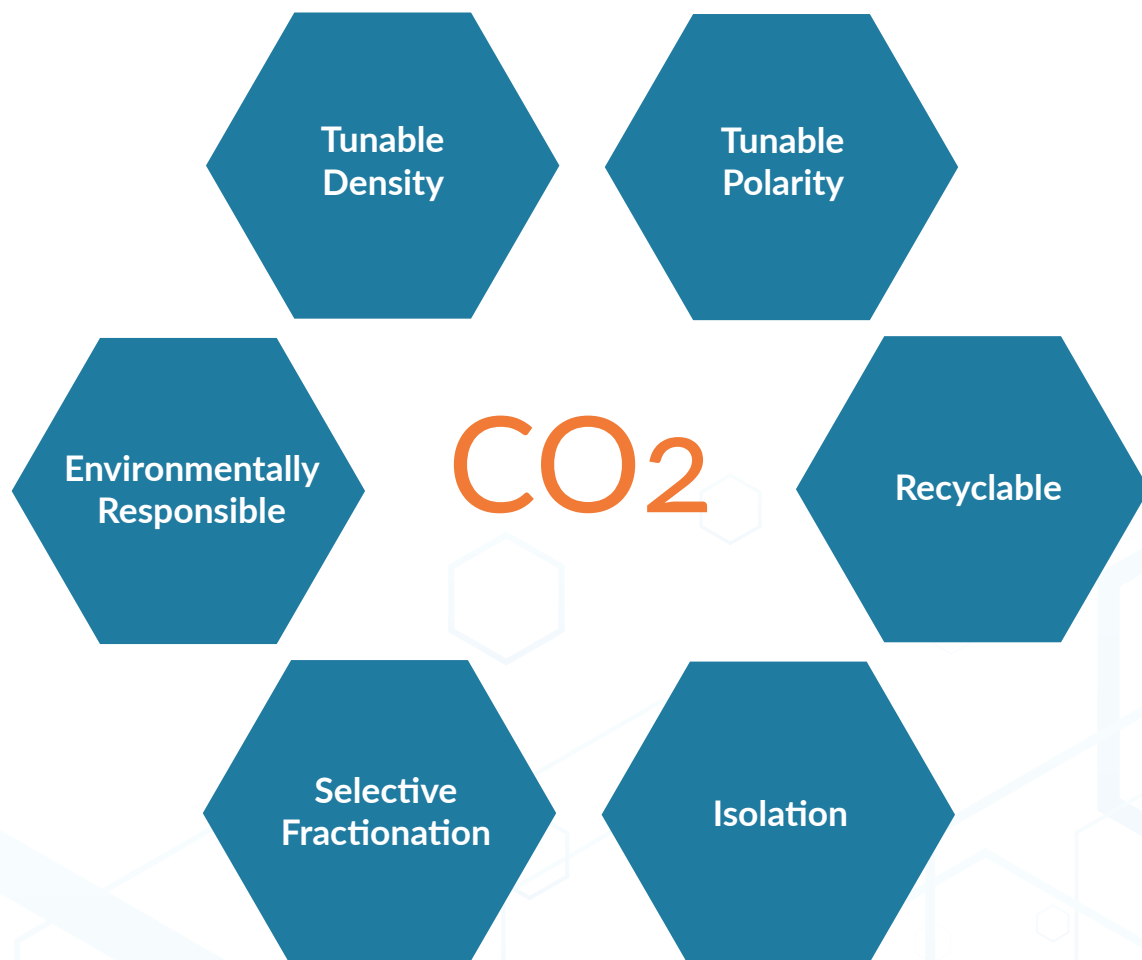 Tunable
Density
Tunable
Polarity
Environmentally
Responsible
CO2
Recyclable
Selective
Fractionation
Isolation